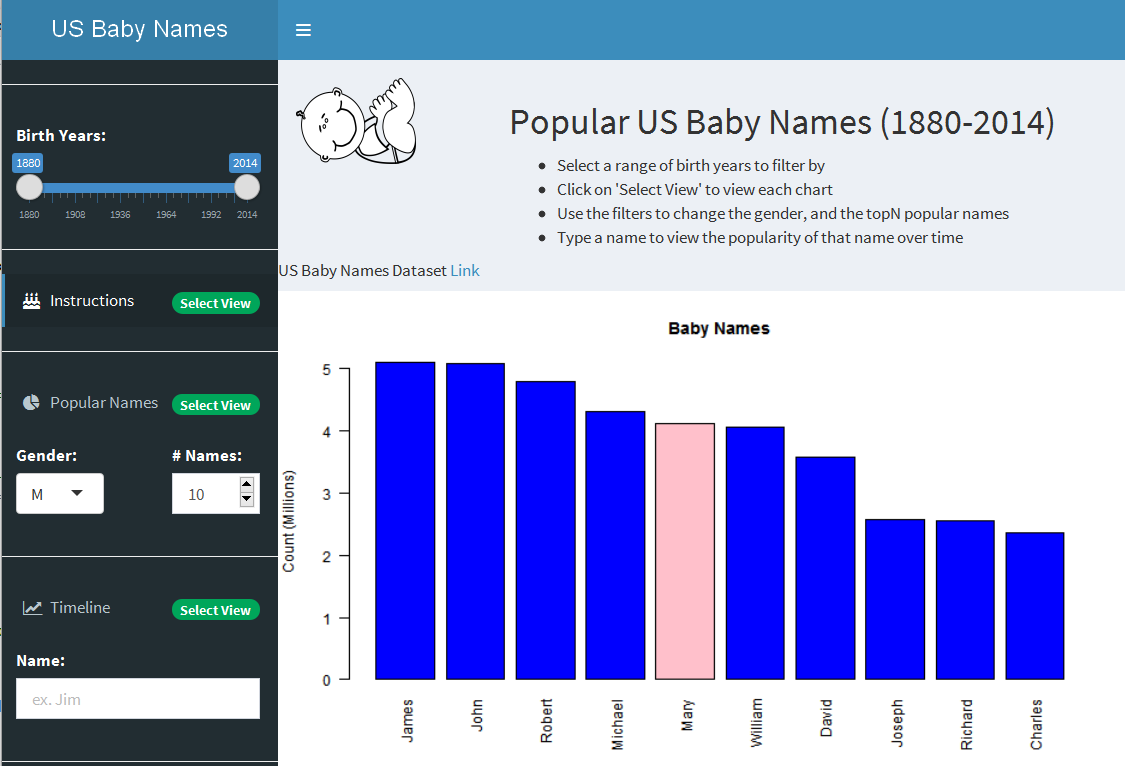 US Baby Names
Birth Years:
1880 2014
1880 1908 1936 1964 1992 2014
Instructions Select View
Popular Names Select View
Gender: # Names:
M 10
Timeline Select View
Name:
ex. Jim
Popular US Baby Names (1880-2014)
Select a range of birth years to filter by
Click on 'Select View' to view each chart
Use the filters to change the gender, and the topN popular names
Type a name to view the popularity of that name over time
US Baby Names Dataset Link
Baby Names
Count (Millions)
5
4
3
2
1
0
James John Robert Michael Mary William David Joseph Richard Charles